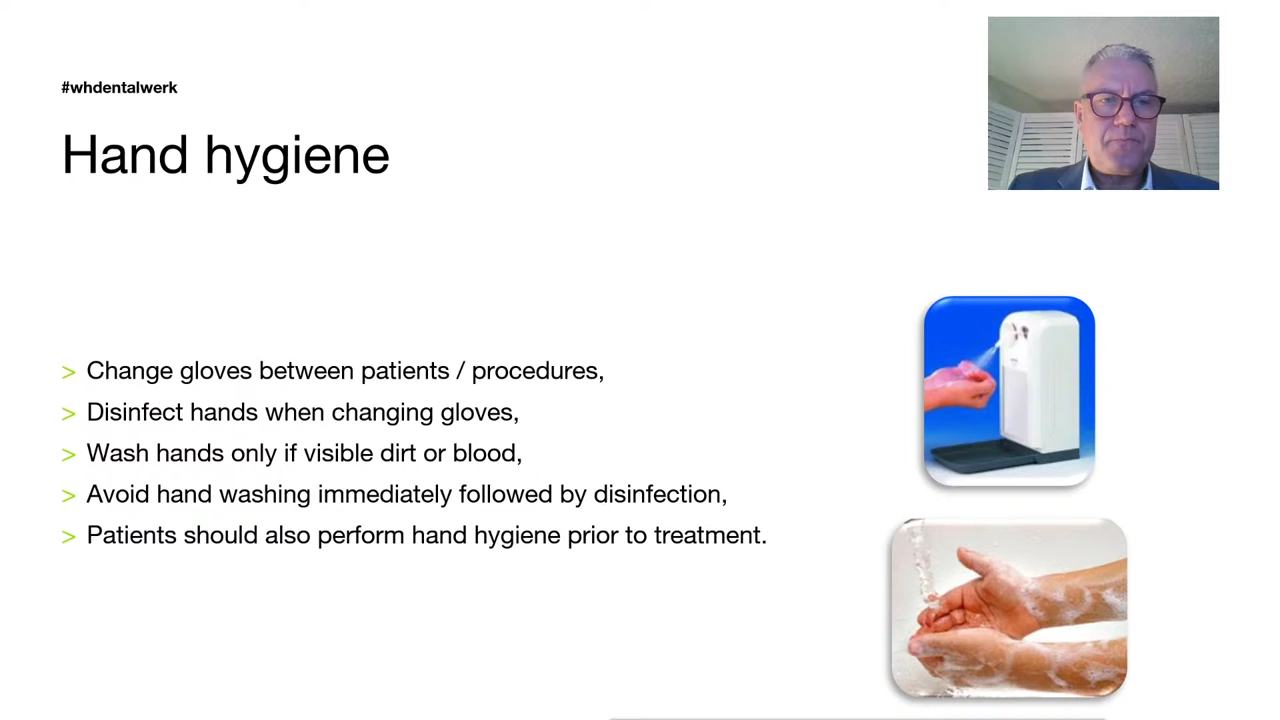 #whdentalwerk
Hand hygiene
> Change gloves between patients / procedures,
> Disinfect hands when changing gloves,
> Wash hands only if visible dirt or blood,
> Avoid hand washing immediately followed by disinfection,
> Patients should also perform hand hygiene prior to treatment.